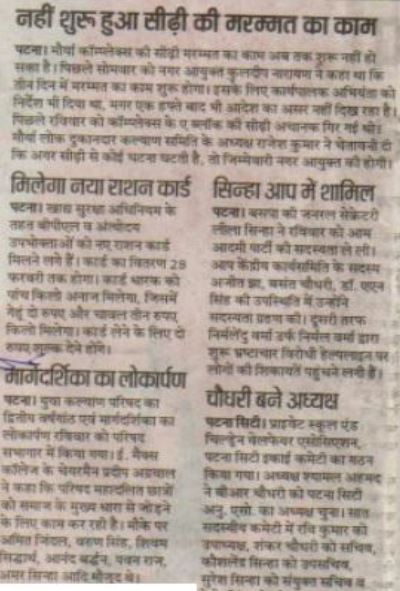 नहीं शुरू हुआ सीढ़ी की मरम्मत का काम
पटना। मौर्या कॉम्प्लेक्स की सीढ़ी मरम्मत का काम अब तक शुरू नहीं हो
सका है। पिछले सोमवार को नगर आयुक्त कुलदीप नारायण ने कहा था कि
तीन दिन में मरम्मत का काम शुरू होगा। इसके लिए कार्यपालक अभियंता को
निर्देश भी दिया था, मगर एक हफ्ते बाद भी आदेश का असर नहीं दिख रहा है।
पिछले रविवार को कॉम्प्लेक्स के ए ब्लॉक की सीढ़ी अचानक गिर गई थी।
मौर्या लोक दुकानदार कल्याण समिति के अध्यक्ष राजेश कुमार ने चेतावनी दी
कि अगर सीढ़ी से कोई घटना घटती है, तो जिम्मेवारी नगर आयुक्त की होगी।
मिलेगा नया राशन कार्ड
पटना। खाद्य सुरक्षा अधिनियम के
तहत बीपीएल व अंत्योदय
उपभोक्ताओं को नए राशन कार्ड
मिलने लगे हैं। कार्ड का वितरण 28
फरवरी तक होगा। कार्ड धारक को
पाँच किलो अनाज मिलेगा, जिसमें
गेहूं दो रुपए और चावल तीन रुपए
किलो मिलेगा। कार्ड लेने के लिए दो
रुपए शुल्क देने होंगे।
मार्गदर्शिका का लोकार्पण
पटना। युवा कल्याण परिषद का
द्वितीय वर्षगांठ एवं मार्गदर्शिका का
लोकार्पण रविवार को परिषद
सभागार में किया गया। ई. मैक्स
कॉलेज के चेयरमैन प्रदीप अग्रवाल
ने कहा कि परिषद महादलित छात्रों
को समाज के मुख्य धारा से जोड़ने
के लिए काम कर रही है। मौके पर
अमित जिंदल, वरुण सिंह, शिवम
सिद्धार्थ, आनंद बर्द्धन, पवन राज,
अमर सिन्हा आदि मौजूद थे।
सिन्हा आप में शामिल
पटना। बसपा की जनरल सेक्रेटरी
लीला सिन्हा ने रविवार को आम
आदमी पार्टी की सदस्यता ले ली।
आप केंद्रीय कार्यसमिति के सदस्य
अनीत झा, बसंत चौधरी, डॉ. एएन
सिंह की उपस्थिति में उन्होंने
सदस्यता ग्रहण की। दूसरी तरफ
निर्मलेंदु वर्मा उर्फ निर्मल वर्मा द्वारा
शुरू भ्रष्टाचार विरोधी हेल्पलाइन पर
लोगों की शिकायतें पहुंचने लगी हैं।
चौधरी बने अध्यक्ष
पटना सिटी। प्राइवेट स्कूल एंड
चिल्ड्रेन वेलफेयर एसोसिएशन,
पटना सिटी इकाई कमेटी का गठन
किया गया। अध्यक्ष श्यामल अहमद
ने बीआर चौधरी को पटना सिटी
अनु. एसो. का अध्यक्ष चुना। सात
सदस्यीय कमेटी में रवि कुमार को
उपाध्यक्ष, शंकर चौधरी को सचिव,
कौशलेंद्र सिन्हा को उपसचिव,
सुरेश सिन्हा को संयुक्त सचिव व